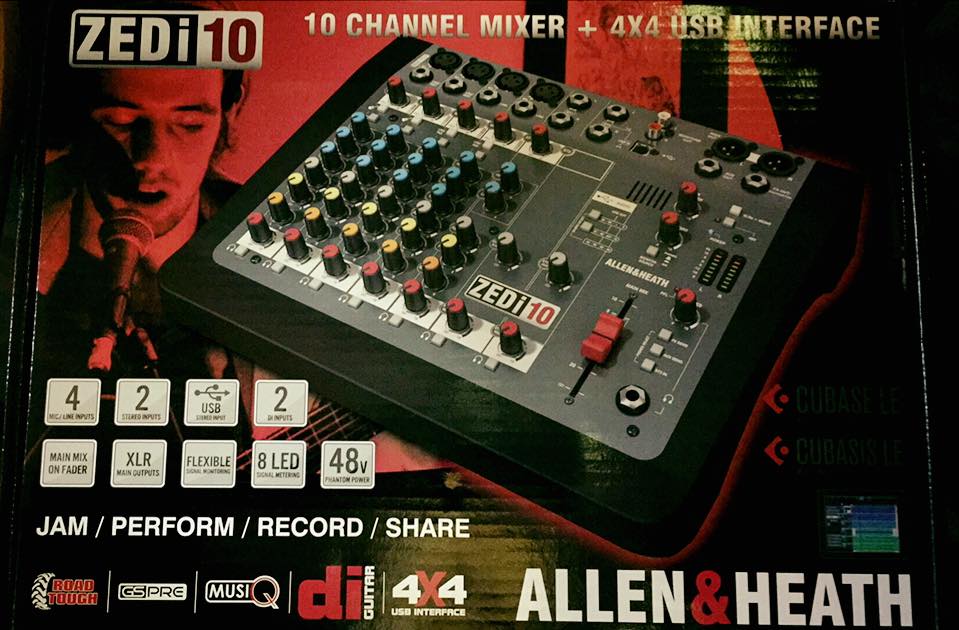 ZEDi10
10 CHANNEL MIXER + 4X4 USB INTERFACE
ALLEN&HEATH
ZEDi10
CUBASE LE
CUBASIS LE
4
MIC/LINE INPUTS
2
STEREO INPUTS
USB
STEREO INPUT
2
DI INPUTS
MAIN MIX
ON FADER
XLR
MAIN OUTPUTS
FLEXIBLE
SIGNAL MONITORING
8 LED
SIGNAL METERING
48v
PHANTOM POWER
JAM / PERFORM / RECORD / SHARE
ROAD
TOUGH
GSPRE
MUSIQ
di GUITAR
4X4
USB INTERFACE
ALLEN&HEATH